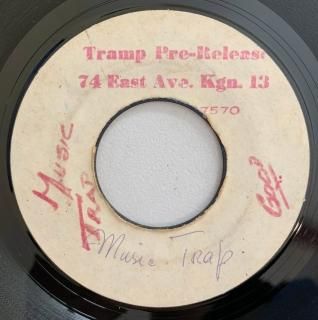 Tramp Pre-Release
74 East Ave. Kgn. 13
7570
MUSIC
TRAP
GOOD
Music Trap.